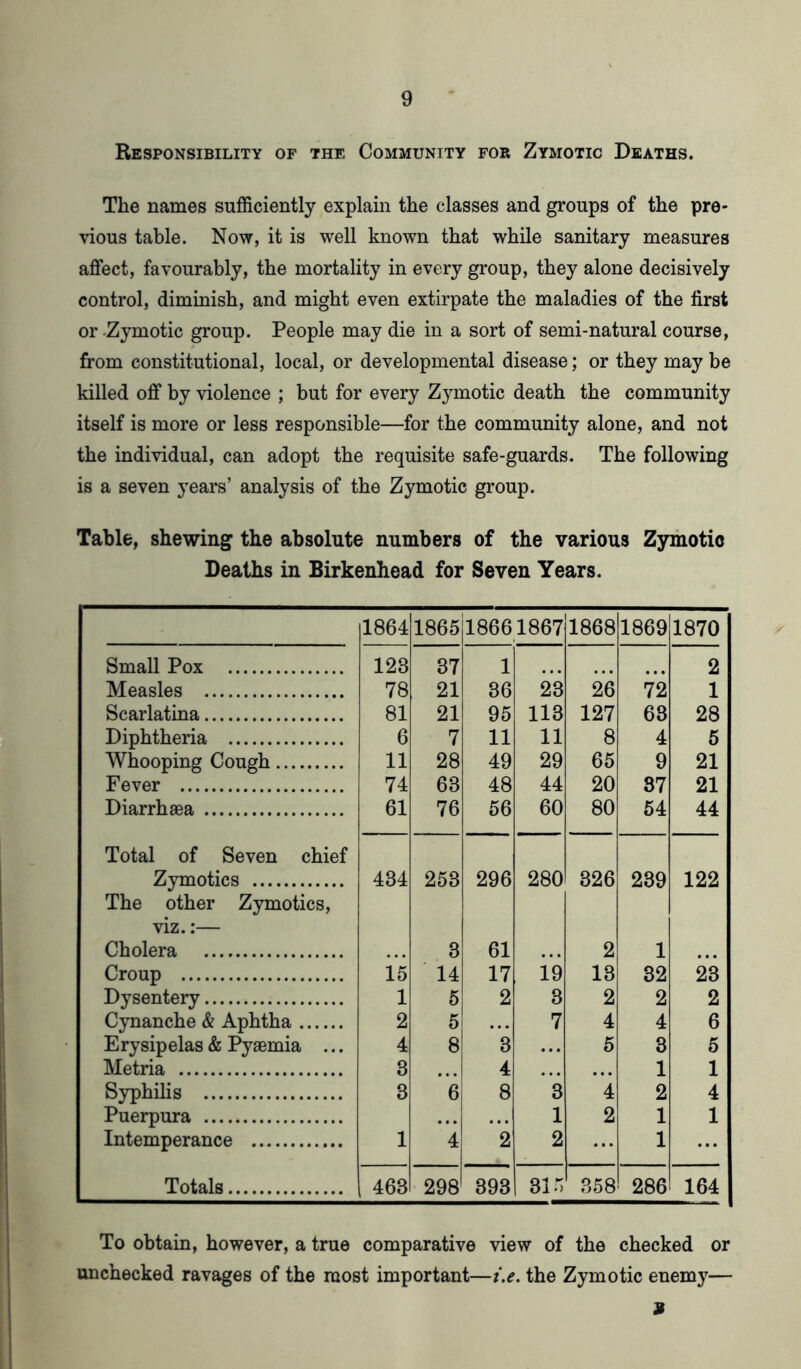 9
RESPONSIBILITY OF THE COMMUNITY FOR ZYMOTIC DEATHS.
The names sufficiently explain the classes and groups of the pre-
vious table. Now, it is well known that while sanitary measures
affect, favourably, the mortality in every group, they alone decisively
control, diminish, and might even extirpate the maladies of the first
or Zymotic group. People may die in a sort of semi-natural course,
from constitutional, local, or developmental disease; or they may be
killed off by violence ; but for every Zymotic death the community
itself is more or less responsible—for the community alone, and not
the individual, can adopt the requisite safe-guards. The following
is a seven years' analysis of the Zymotic group.
Table, shewing the absolute numbers of the various Zymotic
Deaths in Birkenhead for Seven Years.
1864 1865 1866 1867 1868 1869 1870
Small Pox ............... 123 37 1 ... ... ... 2
Measles .................. 78 21 36 23 26 72 1
Scarlatina.................. 81 21 95 113 127 63 28
Diphtheria ............... 6 7 11 11 8 4 5
Whooping Cough ......... 11 28 49 29 65 9 21
Fever ..................... 74 63 48 44 20 37 21
Diarrhæa .................. 61 76 56 60 80 54 44
Total of Seven chief
Zymotics ............ 434 253 296 280 326 239 122
The other Zymotics,
viz.:—
Cholera .................. ... 3 61 ... 2 1 ...
Croup ..................... 15 14 17 19 13 32 23
Dysentery.................. 1 5 2 3 2 2 2
Cynanche & Aphtha ...... 2 5 ... 7 4 4 6
Erysipelas & Pyæmia ... 4 8 3 ... 5 3 5
Metria ..................... 3 ... 4 ... ... 1 1
Syphilis .................. 3 6 8 3 4 2 4
Puerpura .................. ... ... 1 2 1 1
Intemperance ............ 1 4 2 2 ... 1 ...
Totals............... 463 298 393 315 358 286 164
To obtain, however, a true comparative view of the checked or
unchecked ravages of the most important—i.e. the Zymotic enemy—
B